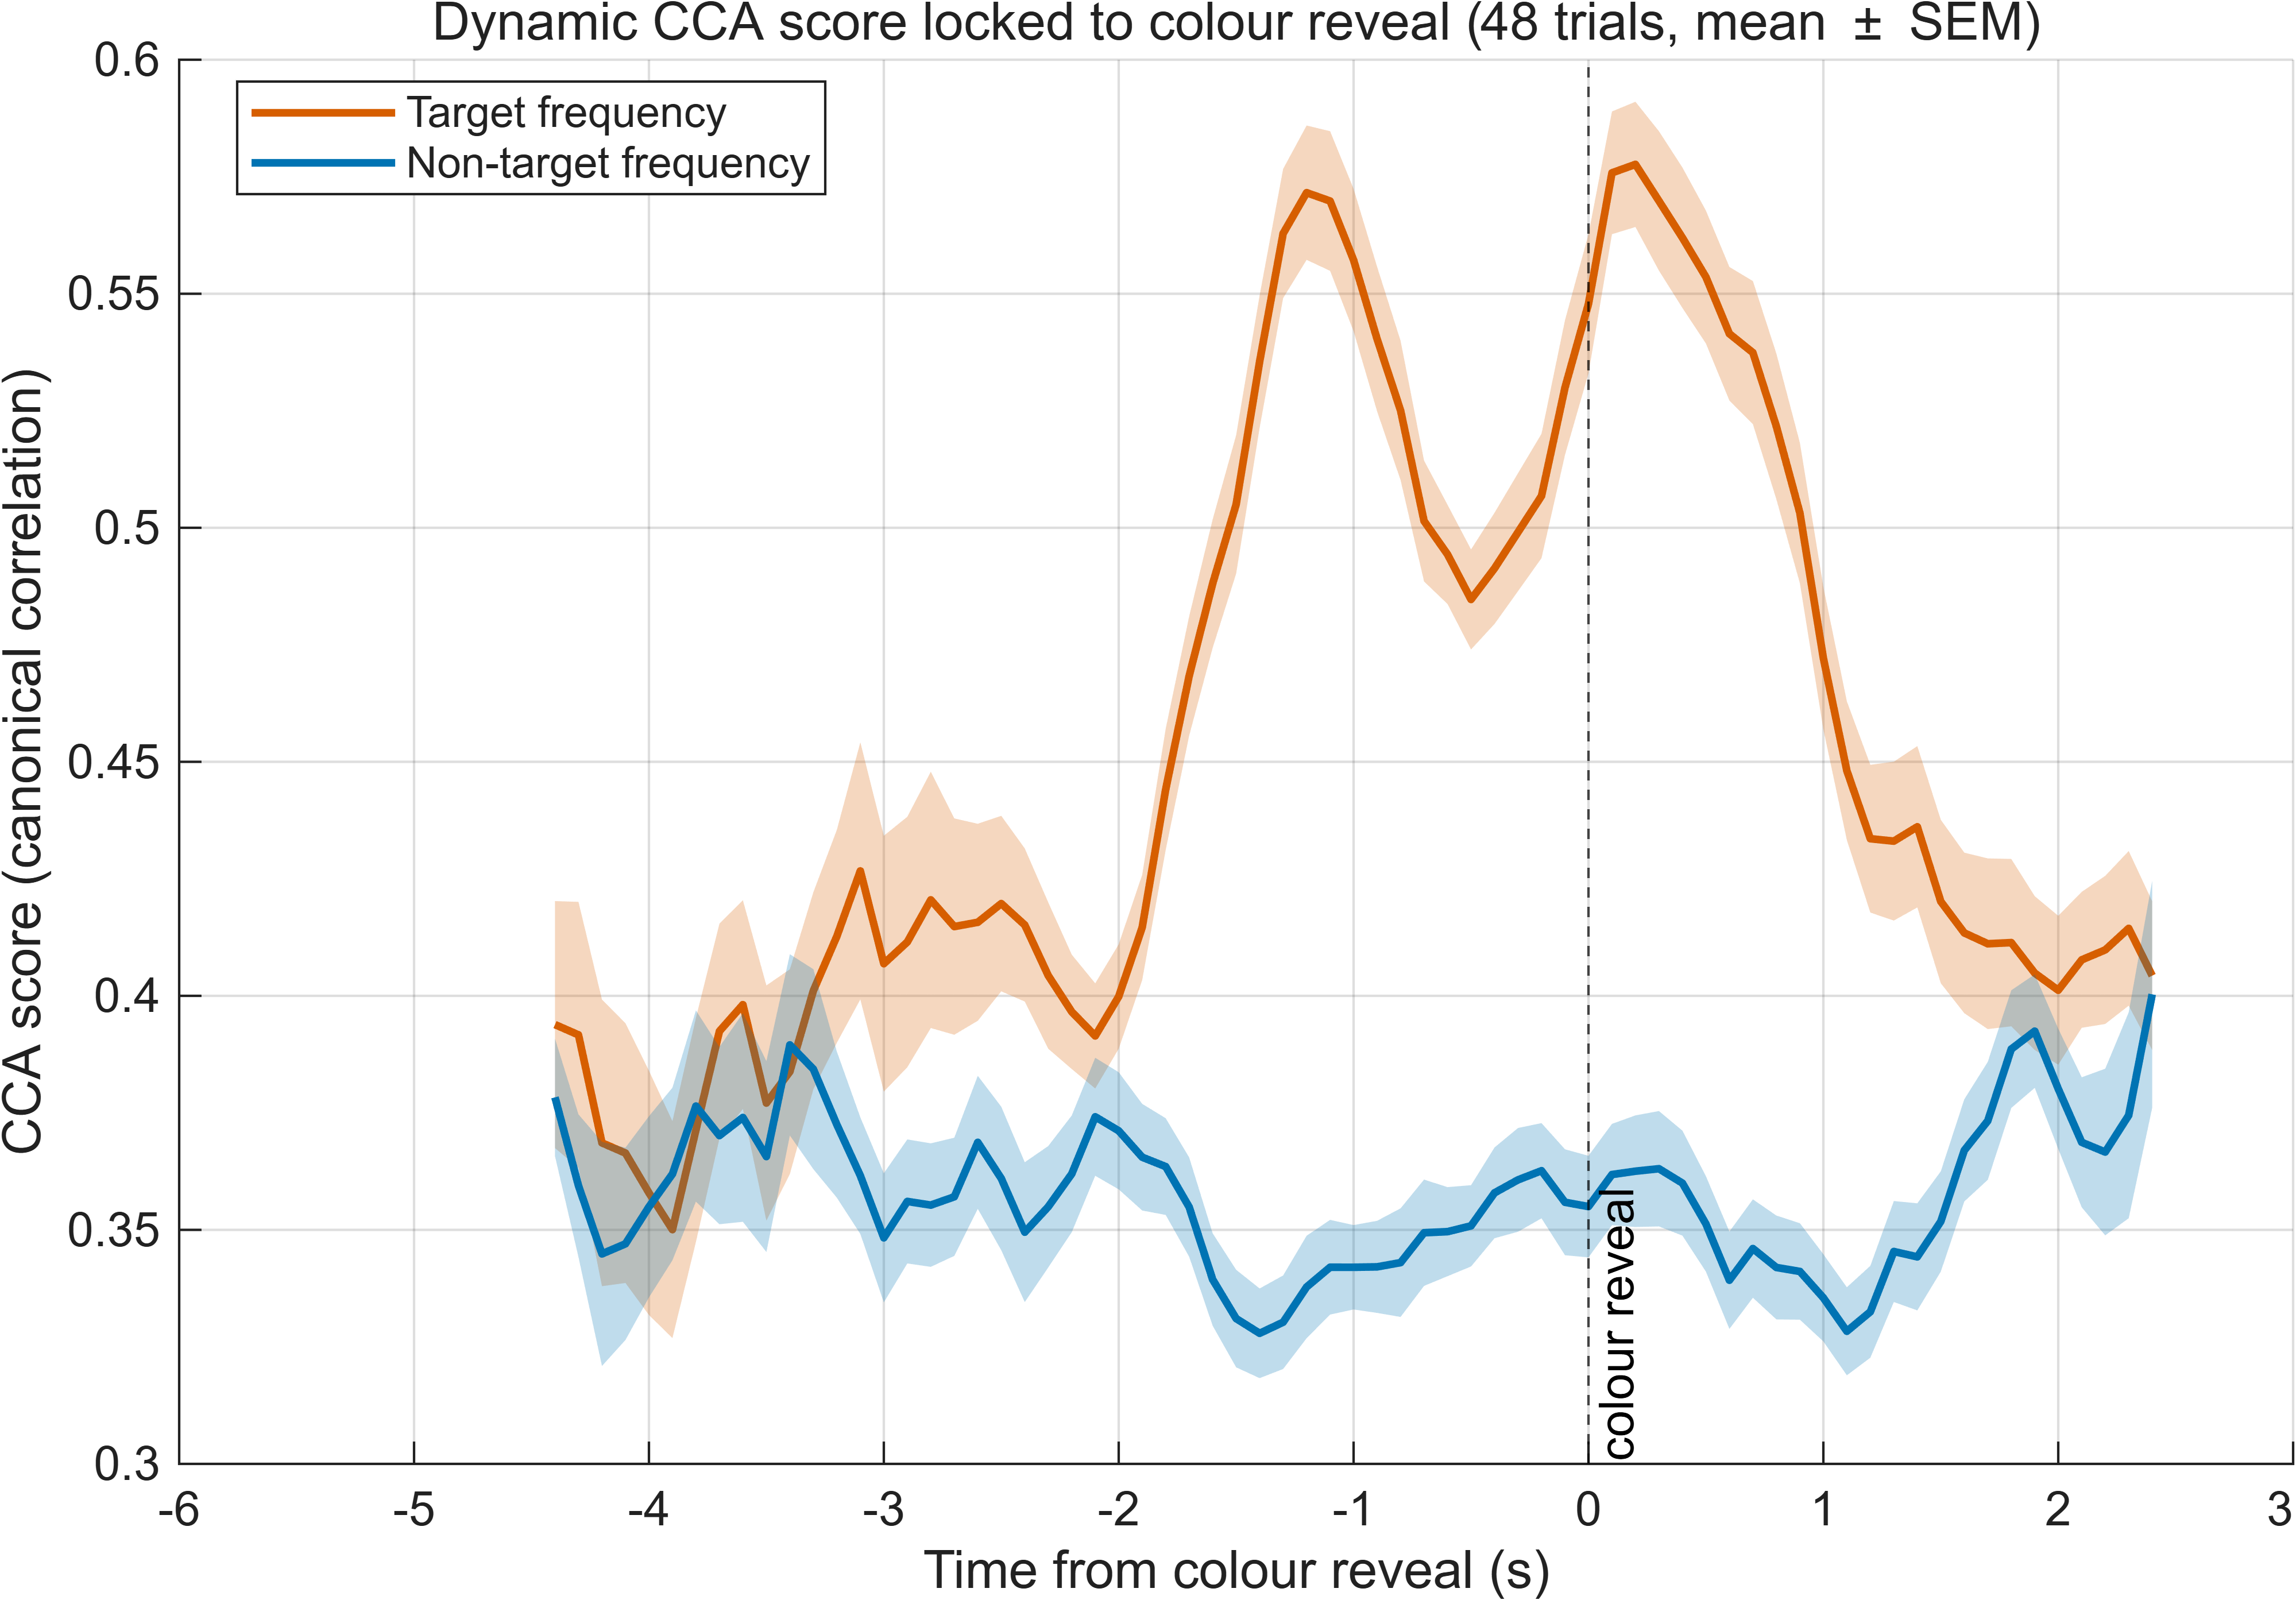 Dynamic CCA score locked to colour reveal (48 trials, mean ± SEM)
Target frequency
Non-target frequency
CCA score (canonical correlation)
0.6
0.55
0.5
0.45
0.4
0.35
0.3
colour reveal
-6 -5 -4 -3 -2 -1 0 1 2 3
Time from colour reveal (s)